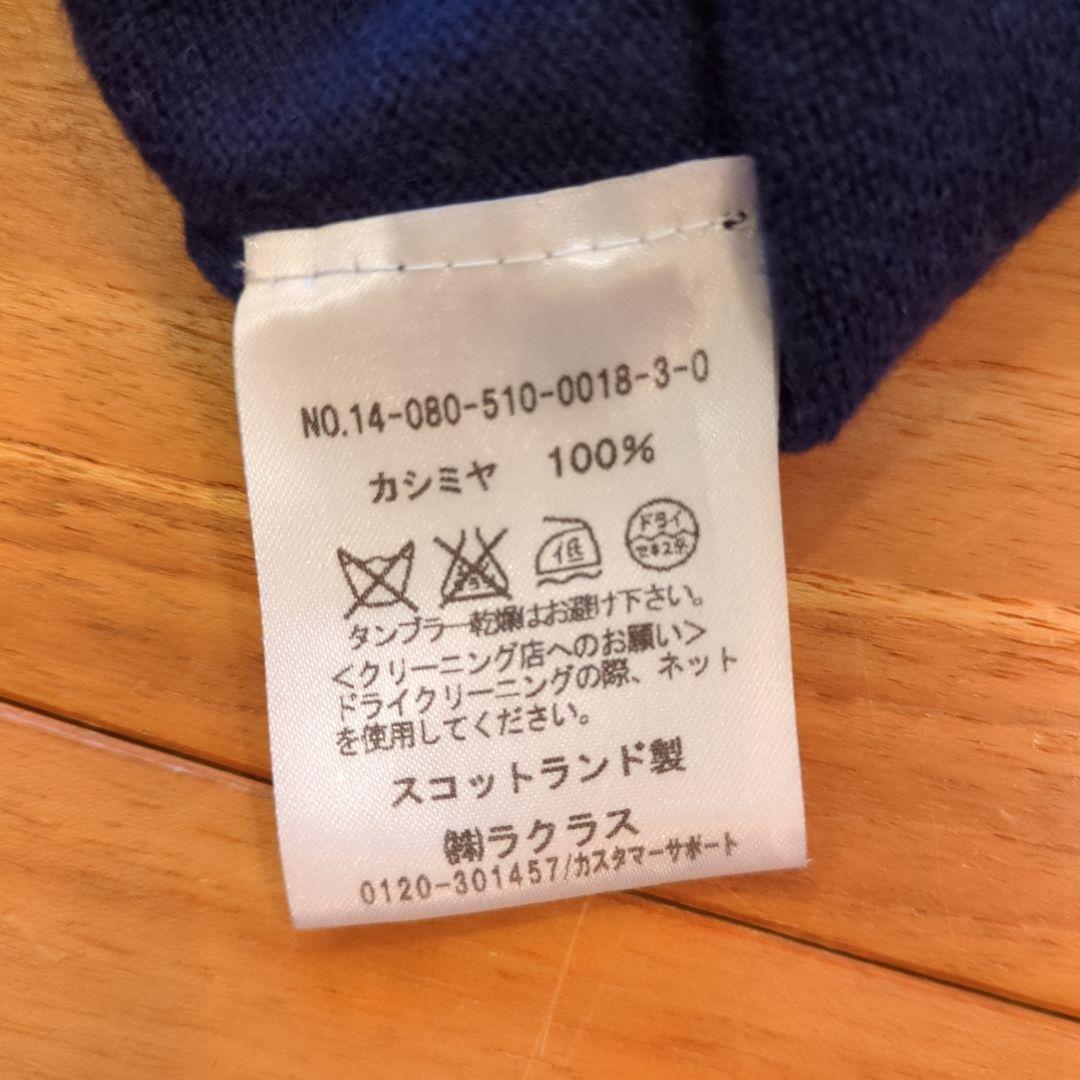 NO.14-080-510-0018-3-0
カシミヤ 100%
低
ドライ
セキユ系
タンブラー乾燥はお避け下さい。
<クリーニング店へのお願い>
ドライクリーニングの際、ネット
を使用してください。
スコットランド製
㈱ラクラス
0120-301457/カスタマーサポート